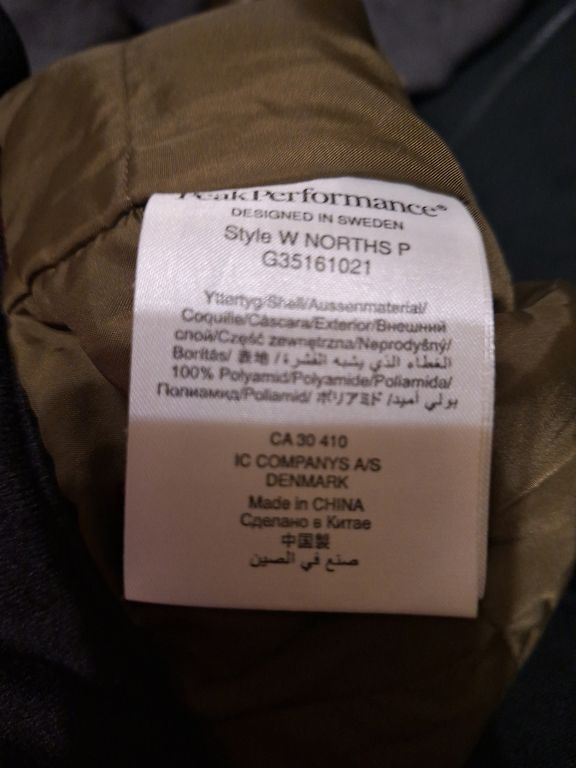 PeakPerformance®
DESIGNED IN SWEDEN
Style W NORTHS P
G35161021
Yttertyg/Shell/Aussenmaterial/
Coquille/Cáscara/Exterior/Внешний
слой/Część zewnętrzna/Neprodyšný/
Borítás/ 表地 / الغطاء الذي يشبه القشرة/
100% Polyamid/Polyamide/Poliamida/
Полиамид/Poliamid/ ポリアミド /بولي أميد
CA 30 410
IC COMPANYS A/S
DENMARK
Made in CHINA
Сделано в Китае
中国製
صنع في الصين